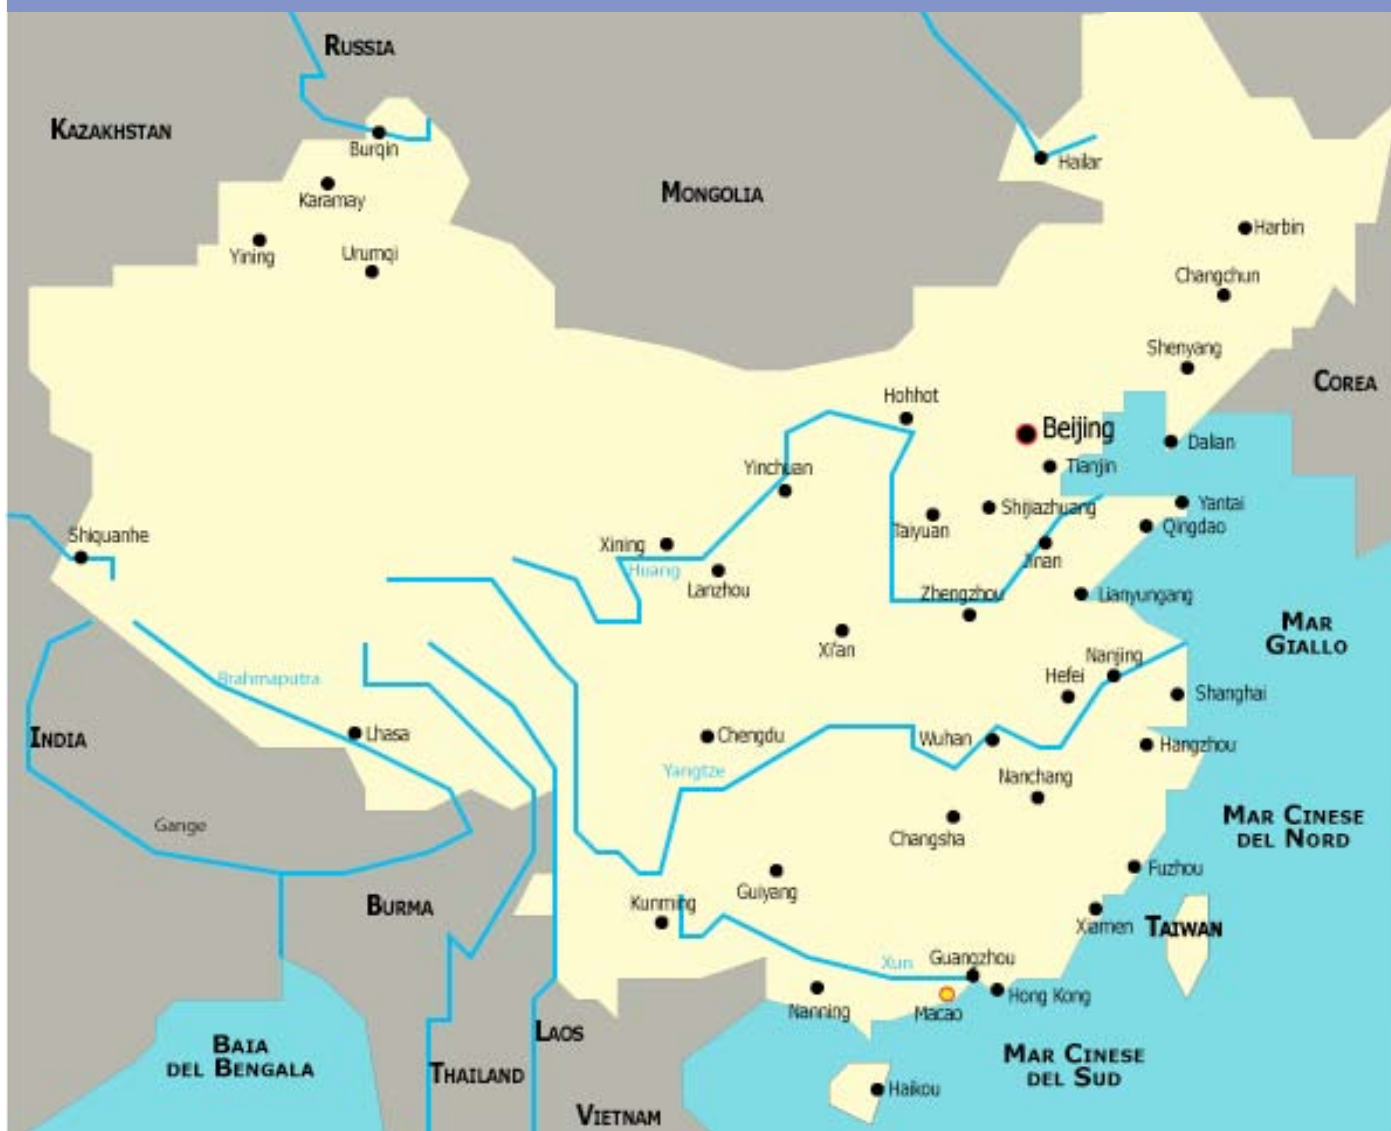 RUSSIA
KAZAKHSTAN
Burqin
Hailar
Karamay
MONGOLIA
Harbin
Yining
Urumqi
Changchun
Shenyang
COREA
Hohhot
Beijing
Dalian
Yinchuan
Tianjin
Shijiazhuang
Yantai
Taiyuan
Qingdao
Shiquanhe
Xining
Huang
Lanzhou
Jinan
Zhengzhou
Lianyungang
MAR
GIALLO
Xi'an
Nanjing
Hefei
Brahmaputra
Shanghai
INDIA
Lhasa
Chengdu
Wuhan
Hangzhou
Yangtze
Nanchang
MAR CINESE
DEL NORD
Gange
Changsha
Fuzhou
BURMA
Guiyang
Kunming
Xiamen
TAIWAN
Xun
Guangzhou
Hong Kong
Nanning
Macao
LAOS
BAIA
DEL BENGALA
THAILAND
MAR CINESE
DEL SUD
Haikou
VIETNAM